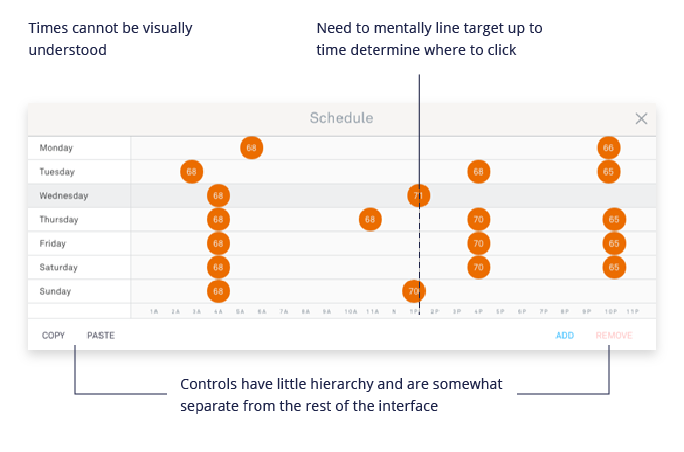 Times cannot be visually
understood
Need to mentally line target up to
time determine where to click
Schedule
Monday 68 66
Tuesday 68 68 65
Wednesday 68
Thursday 68 68 70 65
Friday 68 70 65
Saturday 68 70 65
Sunday 68 70
1A 2A 3A 4A 5A 6A 7A 8A 9A 10A 11A N 1P 2P 3P 4P 5P 6P 7P 8P 9P 10P 11P
COPY PASTE ADD REMOVE
Controls have little hierarchy and are somewhat
separate from the rest of the interface